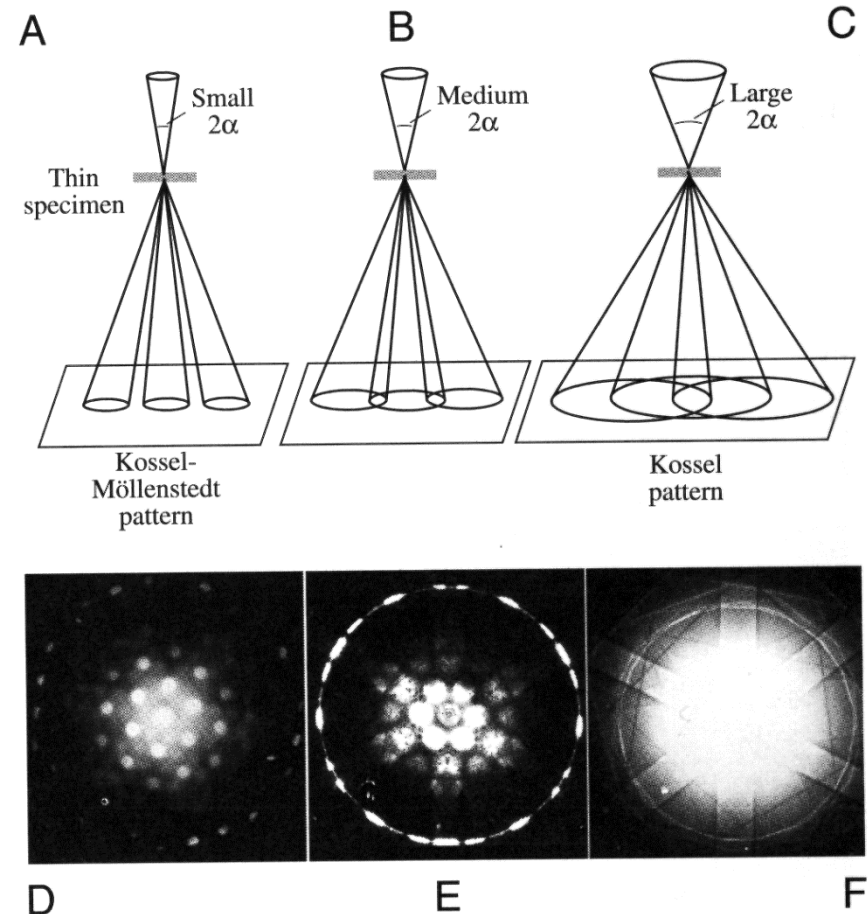 A
B
C
Small
2α
Medium
2α
Large
2α
Thin
specimen
Kossel-
Möllenstedt
pattern
Kossel
pattern
D
E
F